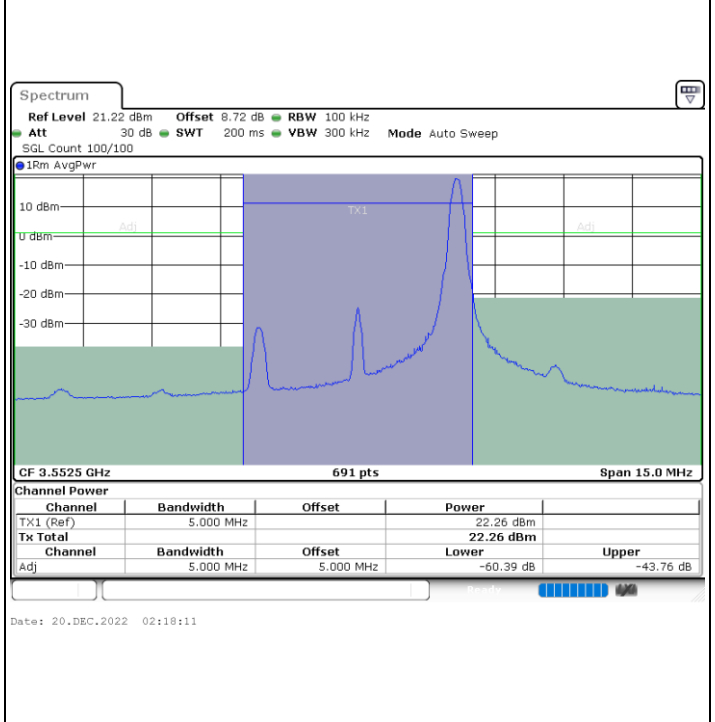 Spectrum
Ref Level 21.22 dBm Offset 8.72 dB RBW 100 kHz
Att 30 dB SWT 200 ms VBW 300 kHz Mode Auto Sweep
SGL Count 100/100
1Rm AvgPwr
10 dBm
TX1
Adj
Adj
0 dBm
-10 dBm
-20 dBm
-30 dBm
CF 3.5525 GHz 691 pts Span 15.0 MHz
Channel Power
Channel Bandwidth Offset Power
TX1 (Ref) 5.000 MHz 22.26 dBm
Tx Total 22.26 dBm
Channel Bandwidth Offset Lower Upper
Adj 5.000 MHz 5.000 MHz -60.39 dB -43.76 dB
Ready
Date: 20.DEC.2022 02:18:11